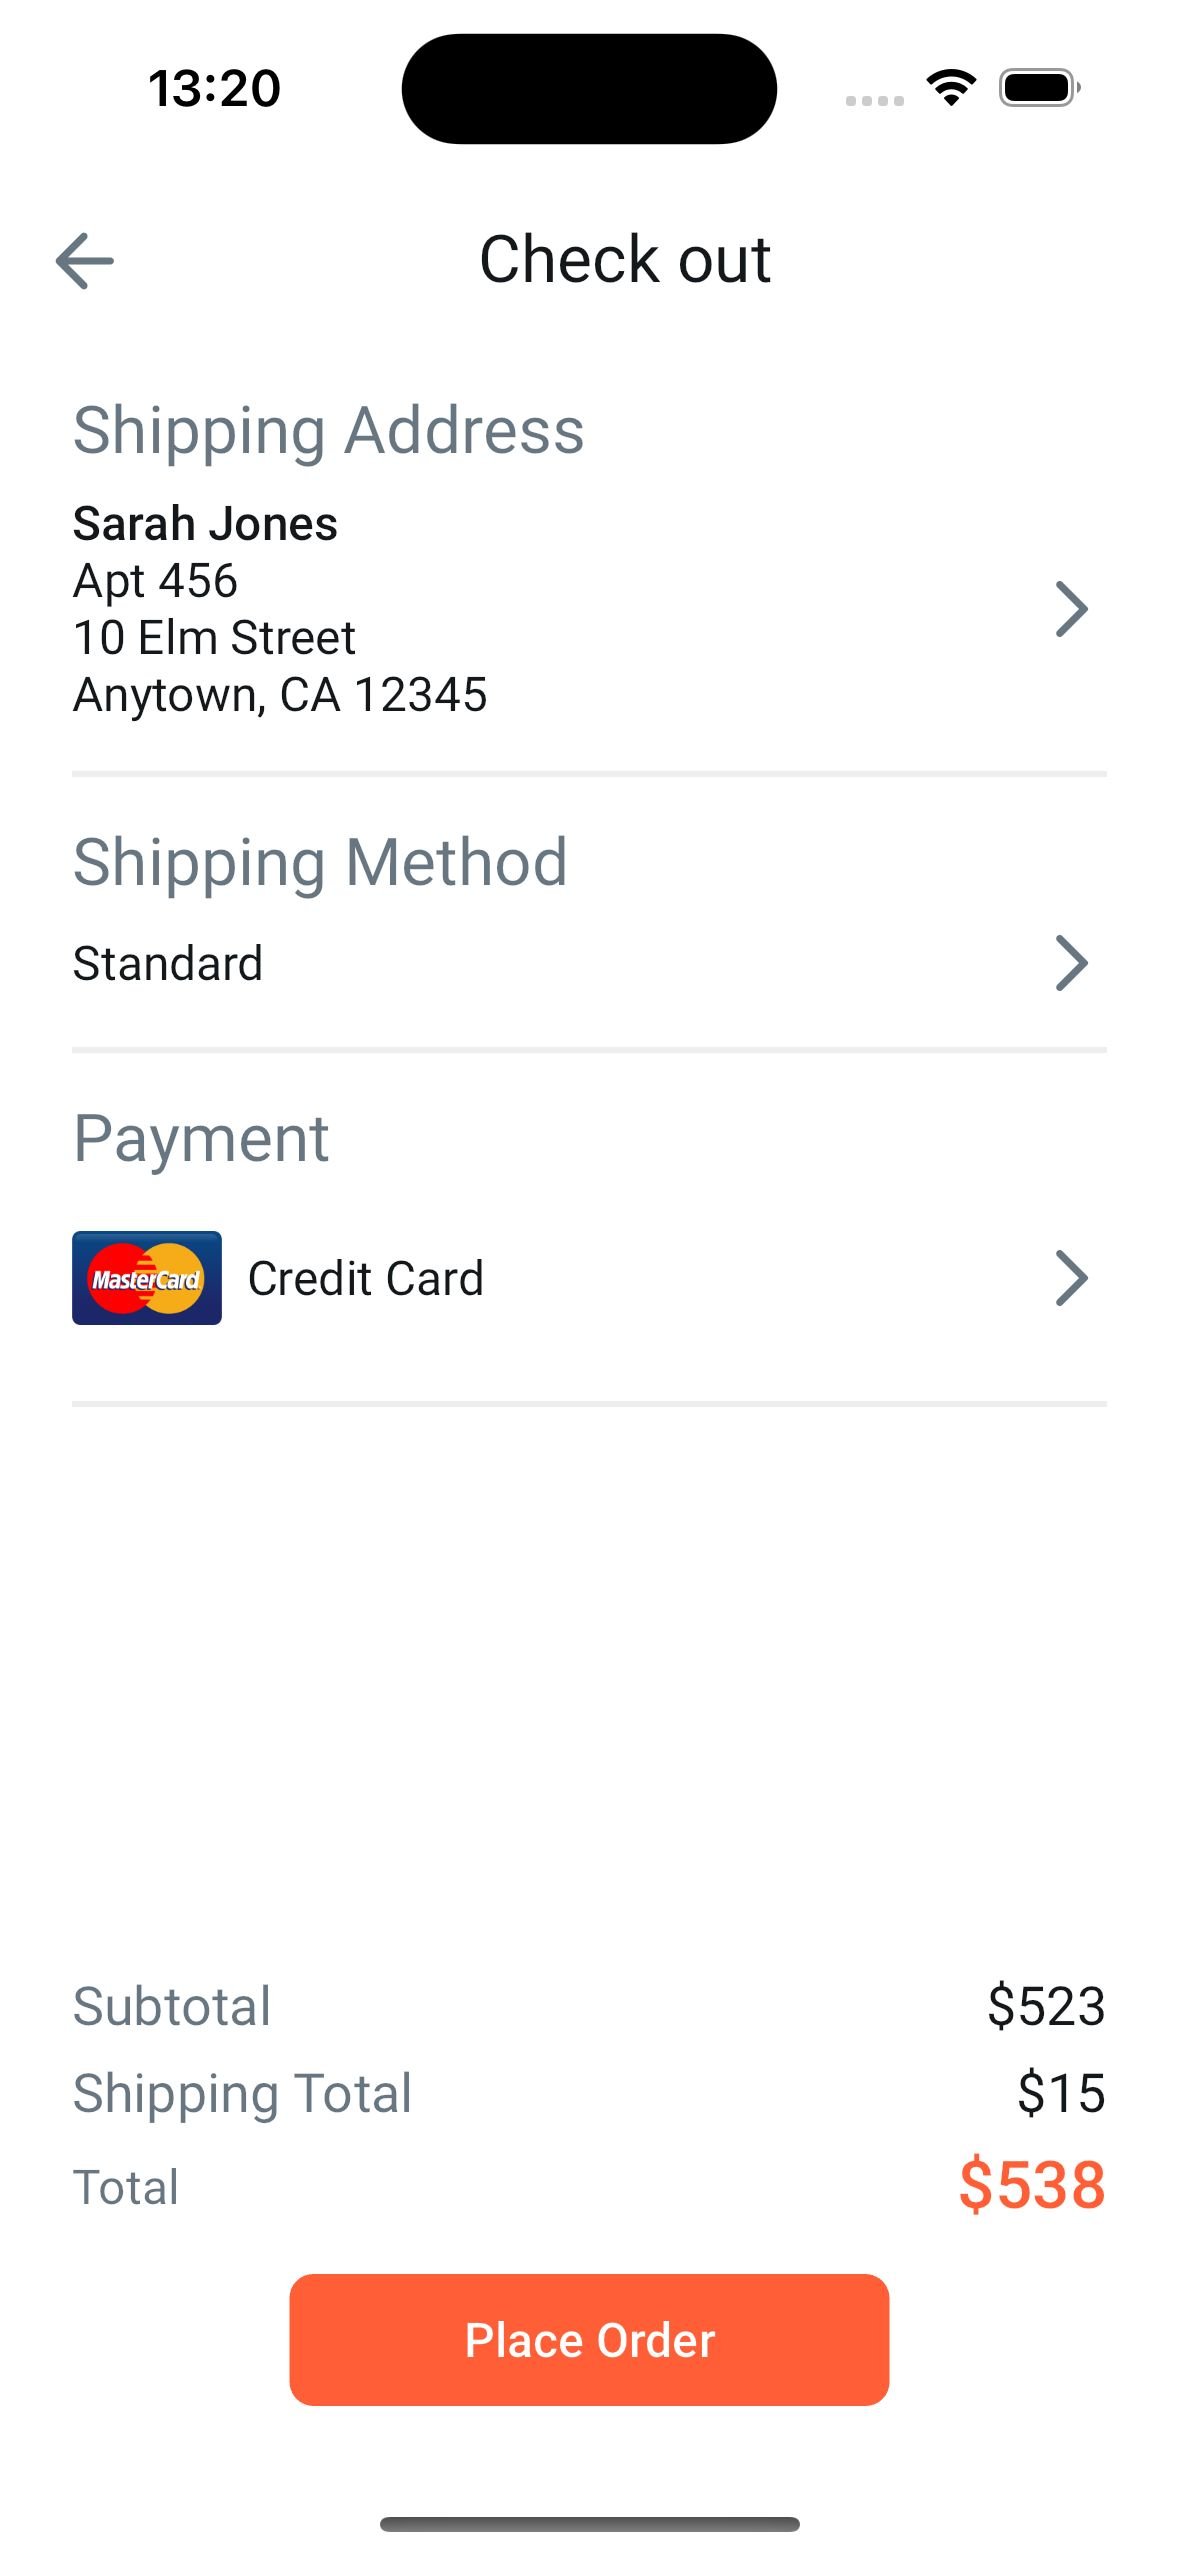 13:20
Check out
Shipping Address
Sarah Jones
Apt 456
10 Elm Street
Anytown, CA 12345
Shipping Method
Standard
Payment
MasterCard Credit Card
Subtotal $523
Shipping Total $15
Total $538
Place Order